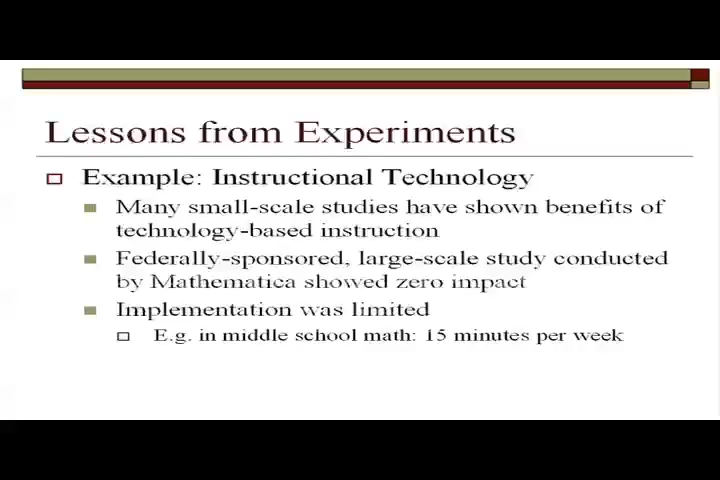 Lessons from Experiments
Example: Instructional Technology
Many small-scale studies have shown benefits of
technology-based instruction
Federally-sponsored, large-scale study conducted
by Mathematica showed zero impact
Implementation was limited
E.g. in middle school math: 15 minutes per week